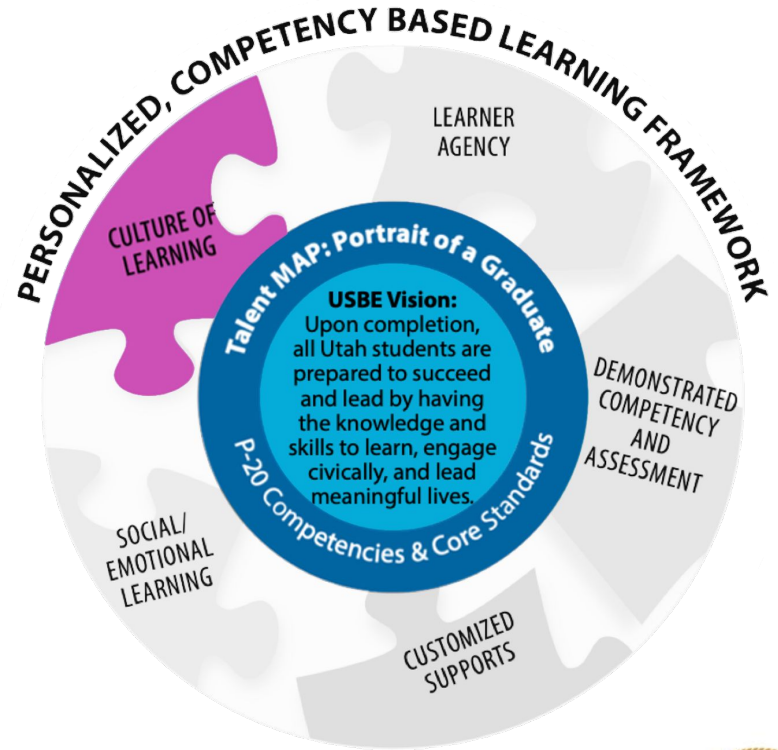 PERSONALIZED, COMPETENCY BASED LEARNING FRAMEWORK
LEARNER
AGENCY
CULTURE OF
LEARNING
Talent MAP: Portrait of a Graduate
USBE Vision:
Upon completion,
all Utah students are
prepared to succeed
and lead by having
the knowledge and
skills to learn, engage
civically, and lead
meaningful lives.
P-20 Competencies & Core Standards
DEMONSTRATED
COMPETENCY
AND
ASSESSMENT
SOCIAL/
EMOTIONAL
LEARNING
CUSTOMIZED
SUPPORTS